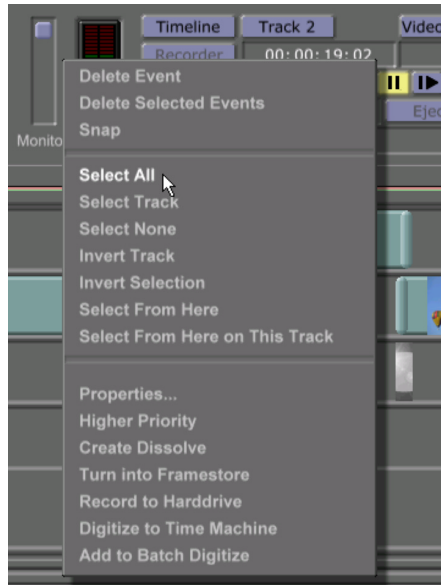 Timeline Track 2 Video
Recorder 00:00:19:02
Delete Event
Delete Selected Events
Ejec
Snap
Monito
Select All
Select Track
Select None
Invert Track
Invert Selection
Select From Here
Select From Here on This Track
Properties...
Higher Priority
Create Dissolve
Turn into Framestore
Record to Harddrive
Digitize to Time Machine
Add to Batch Digitize